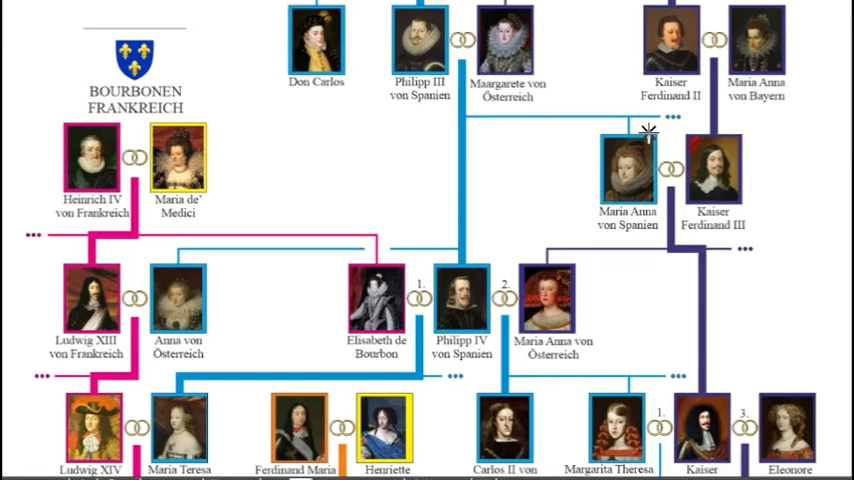 BOURBONEN
FRANKREICH
Don Carlos
Philipp III
von Spanien
Maargarete von
Österreich
Kaiser
Ferdinand II
Maria Anna
von Bayern
Heinrich IV
von Frankreich
Maria de'
Medici
Maria Anna
von Spanien
Kaiser
Ferdinand III
Ludwig XIII
von Frankreich
Anna von
Österreich
Elisabeth de
Bourbon
1.
Philipp IV
von Spanien
2.
Maria Anna von
Österreich
Ludwig XIV
Maria Teresa
Ferdinand Maria
Henriette
Carlos II von
Margarita Theresa
1.
Kaiser
3.
Eleonore